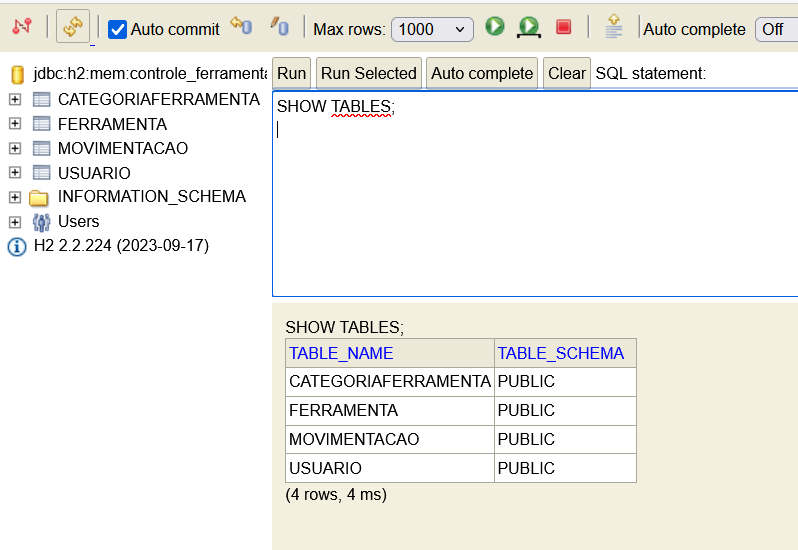 Auto commit Max rows: 1000 Auto complete Off
jdbc:h2:mem:controle_ferramenta
CATEGORIAFERRAMENTA
FERRAMENTA
MOVIMENTACAO
USUARIO
INFORMATION_SCHEMA
Users
H2 2.2.224 (2023-09-17)
Run Run Selected Auto complete Clear SQL statement:
SHOW TABLES;
SHOW TABLES;
TABLE_NAME TABLE_SCHEMA
CATEGORIAFERRAMENTA PUBLIC
FERRAMENTA PUBLIC
MOVIMENTACAO PUBLIC
USUARIO PUBLIC
(4 rows, 4 ms)